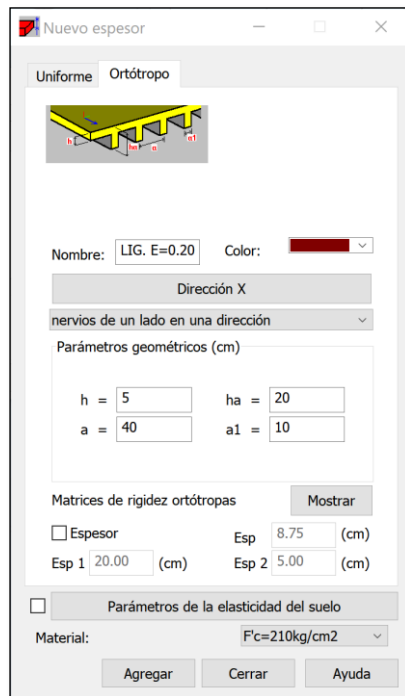 Nuevo espesor
Uniforme Ortótropo
h ha a a1
Nombre: LIG. E=0.20 Color:
Dirección X
nervios de un lado en una dirección
Parámetros geométricos (cm)
h = 5 ha = 20
a = 40 a1 = 10
Matrices de rigidez ortótropas Mostrar
Espesor Esp 8.75 (cm)
Esp 1 20.00 (cm) Esp 2 5.00 (cm)
Parámetros de la elasticidad del suelo
Material: F'c=210kg/cm2
Agregar Cerrar Ayuda